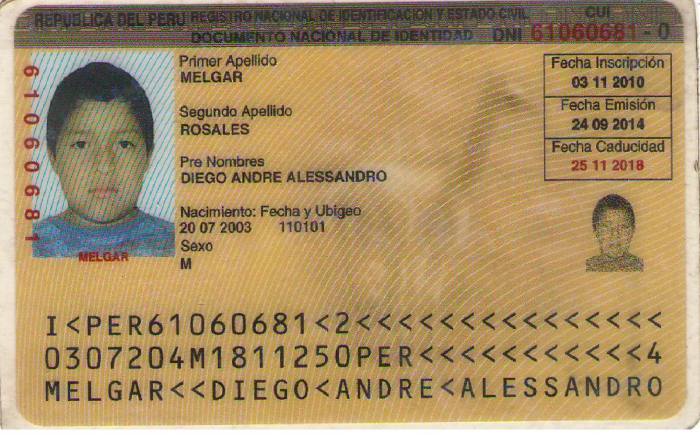 REPUBLICA DEL PERU REGISTRO NACIONAL DE IDENTIFICACION Y ESTADO CIVIL
DOCUMENTO NACIONAL DE IDENTIDAD
CUI
DNI 61060681 - 0
61060681
MELGAR
Primer Apellido
MELGAR
Segundo Apellido
ROSALES
Pre Nombres
DIEGO ANDRE ALESSANDRO
Nacimiento: Fecha y Ubigeo
20 07 2003 110101
Sexo
M
Fecha Inscripción
03 11 2010
Fecha Emisión
24 09 2014
Fecha Caducidad
25 11 2018
I<PER61060681<2<<<<<<<<<<<<<<<
0307204M1811250PER<<<<<<<<<<<4
MELGAR<<DIEGO<ANDRE<ALESSANDRO